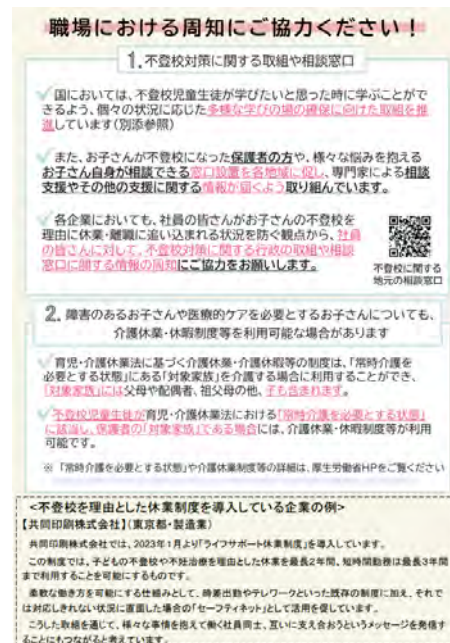 職場における周知にご協力ください！
1.不登校対策に関する取組や相談窓口
国においては、不登校児童生徒が学びたいと思った時に学ぶことがで
きるよう、個々の状況に応じた多様な学びの場の確保に向けた取組を推
進しています(別添参照)
また、お子さんが不登校になった保護者の方や、様々な悩みを抱える
お子さん自身が相談できる窓口設置を各地域に促し、専門家による相談
支援やその他の支援に関する情報が届くよう取り組んでいます。
各企業においても、社員の皆さんがお子さんの不登校を
理由に休業・離職に追い込まれる状況を防ぐ観点から、社員
の皆さんに対して、不登校対策に関する行政の取組や相談
窓口に関する情報の周知にご協力をお願いします。
不登校に関する
地元の相談窓口
2. 障害のあるお子さんや医療的ケアを必要とするお子さんについても、
介護休業・休暇制度等を利用可能な場合があります
育児・介護休業法に基づく介護休業・介護休暇等の制度は、「常時介護を
必要とする状態」にある「対象家族」を介護する場合に利用することができ、
「対象家族」には父母や配偶者、祖父母の他、子も含まれます。
不登校児童生徒が育児・介護休業法における「常時介護を必要とする状態」
に該当し、保護者の「対象家族」である場合には、介護休業・休暇制度等が利用
可能です。
※ 「常時介護を必要とする状態」や介護休業制度等の詳細は、厚生労働省HPをご覧ください
<不登校を理由とした休業制度を導入している企業の例>
【共同印刷株式会社】(東京都・製造業)
共同印刷株式会社では、2023年1月より「ライフサポート休業制度」を導入しています。
この制度では、子どもの不登校や不妊治療を理由とした休業を最長2年間、短時間勤務は最長3年間
まで利用することを可能にするものです。
柔軟な働き方を可能にする仕組みとして、時差出勤やテレワークといった既存の制度に加え、それで
は対応しきれない状況に直面した場合の「セーフティネット」として活用を促しています。
こうした取組を通じて、様々な事情を抱えて働く社員同士、互いに支え合おうというメッセージを発信す
ることにもつながると考えています。